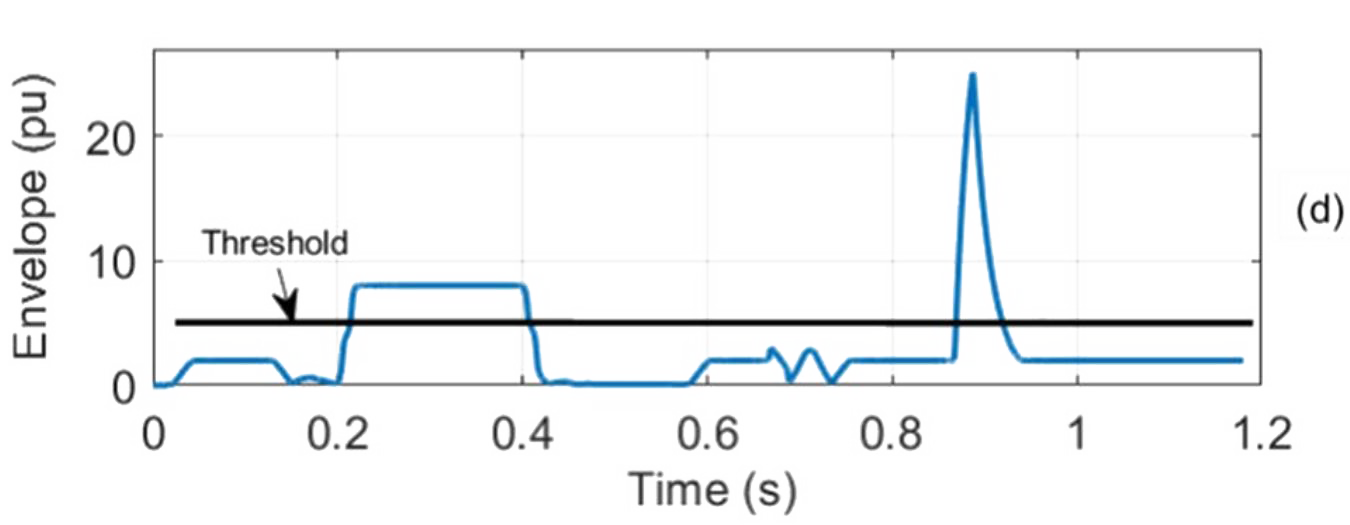 Envelope (pu)
20
10
0
Threshold
0 0.2 0.4 0.6 0.8 1 1.2
Time (s)
(d)